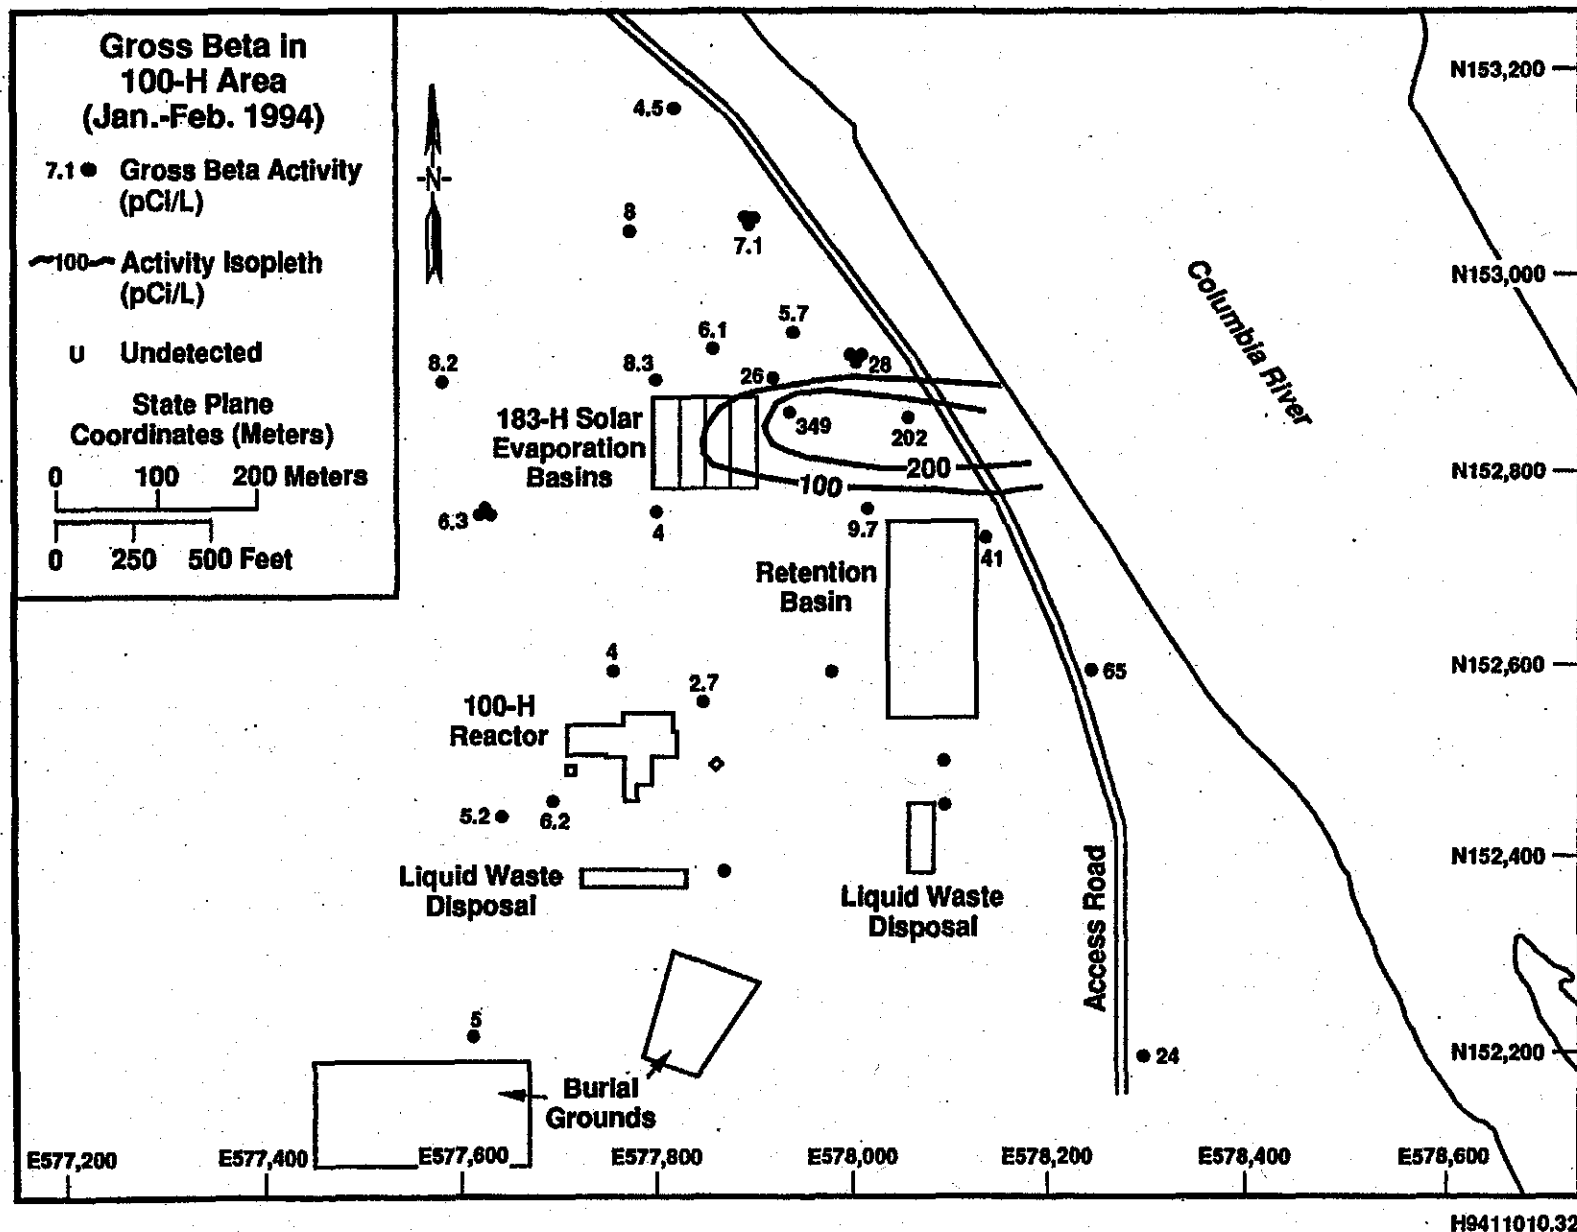 Gross Beta in
100-H Area
(Jan.-Feb. 1994)
7.1 Gross Beta Activity
(pCi/L)
100 Activity Isopleth
(pCi/L)
U Undetected
State Plane
Coordinates (Meters)
0 100 200 Meters
0 250 500 Feet
-N-
4.5
8
7.1
5.7
6.1
28
8.2
8.3
26
183-H Solar
Evaporation
Basins
349
202
200
100
6.3
4
9.7
41
Retention
Basin
4
2.7
65
100-H
Reactor
5.2
6.2
Liquid Waste
Disposal
Liquid Waste
Disposal
Access Road
Columbia River
5
24
Burial
Grounds
N153,200
N153,000
N152,800
N152,600
N152,400
N152,200
E577,200 E577,400 E577,600 E577,800 E578,000 E578,200 E578,400 E578,600
H9411010.32